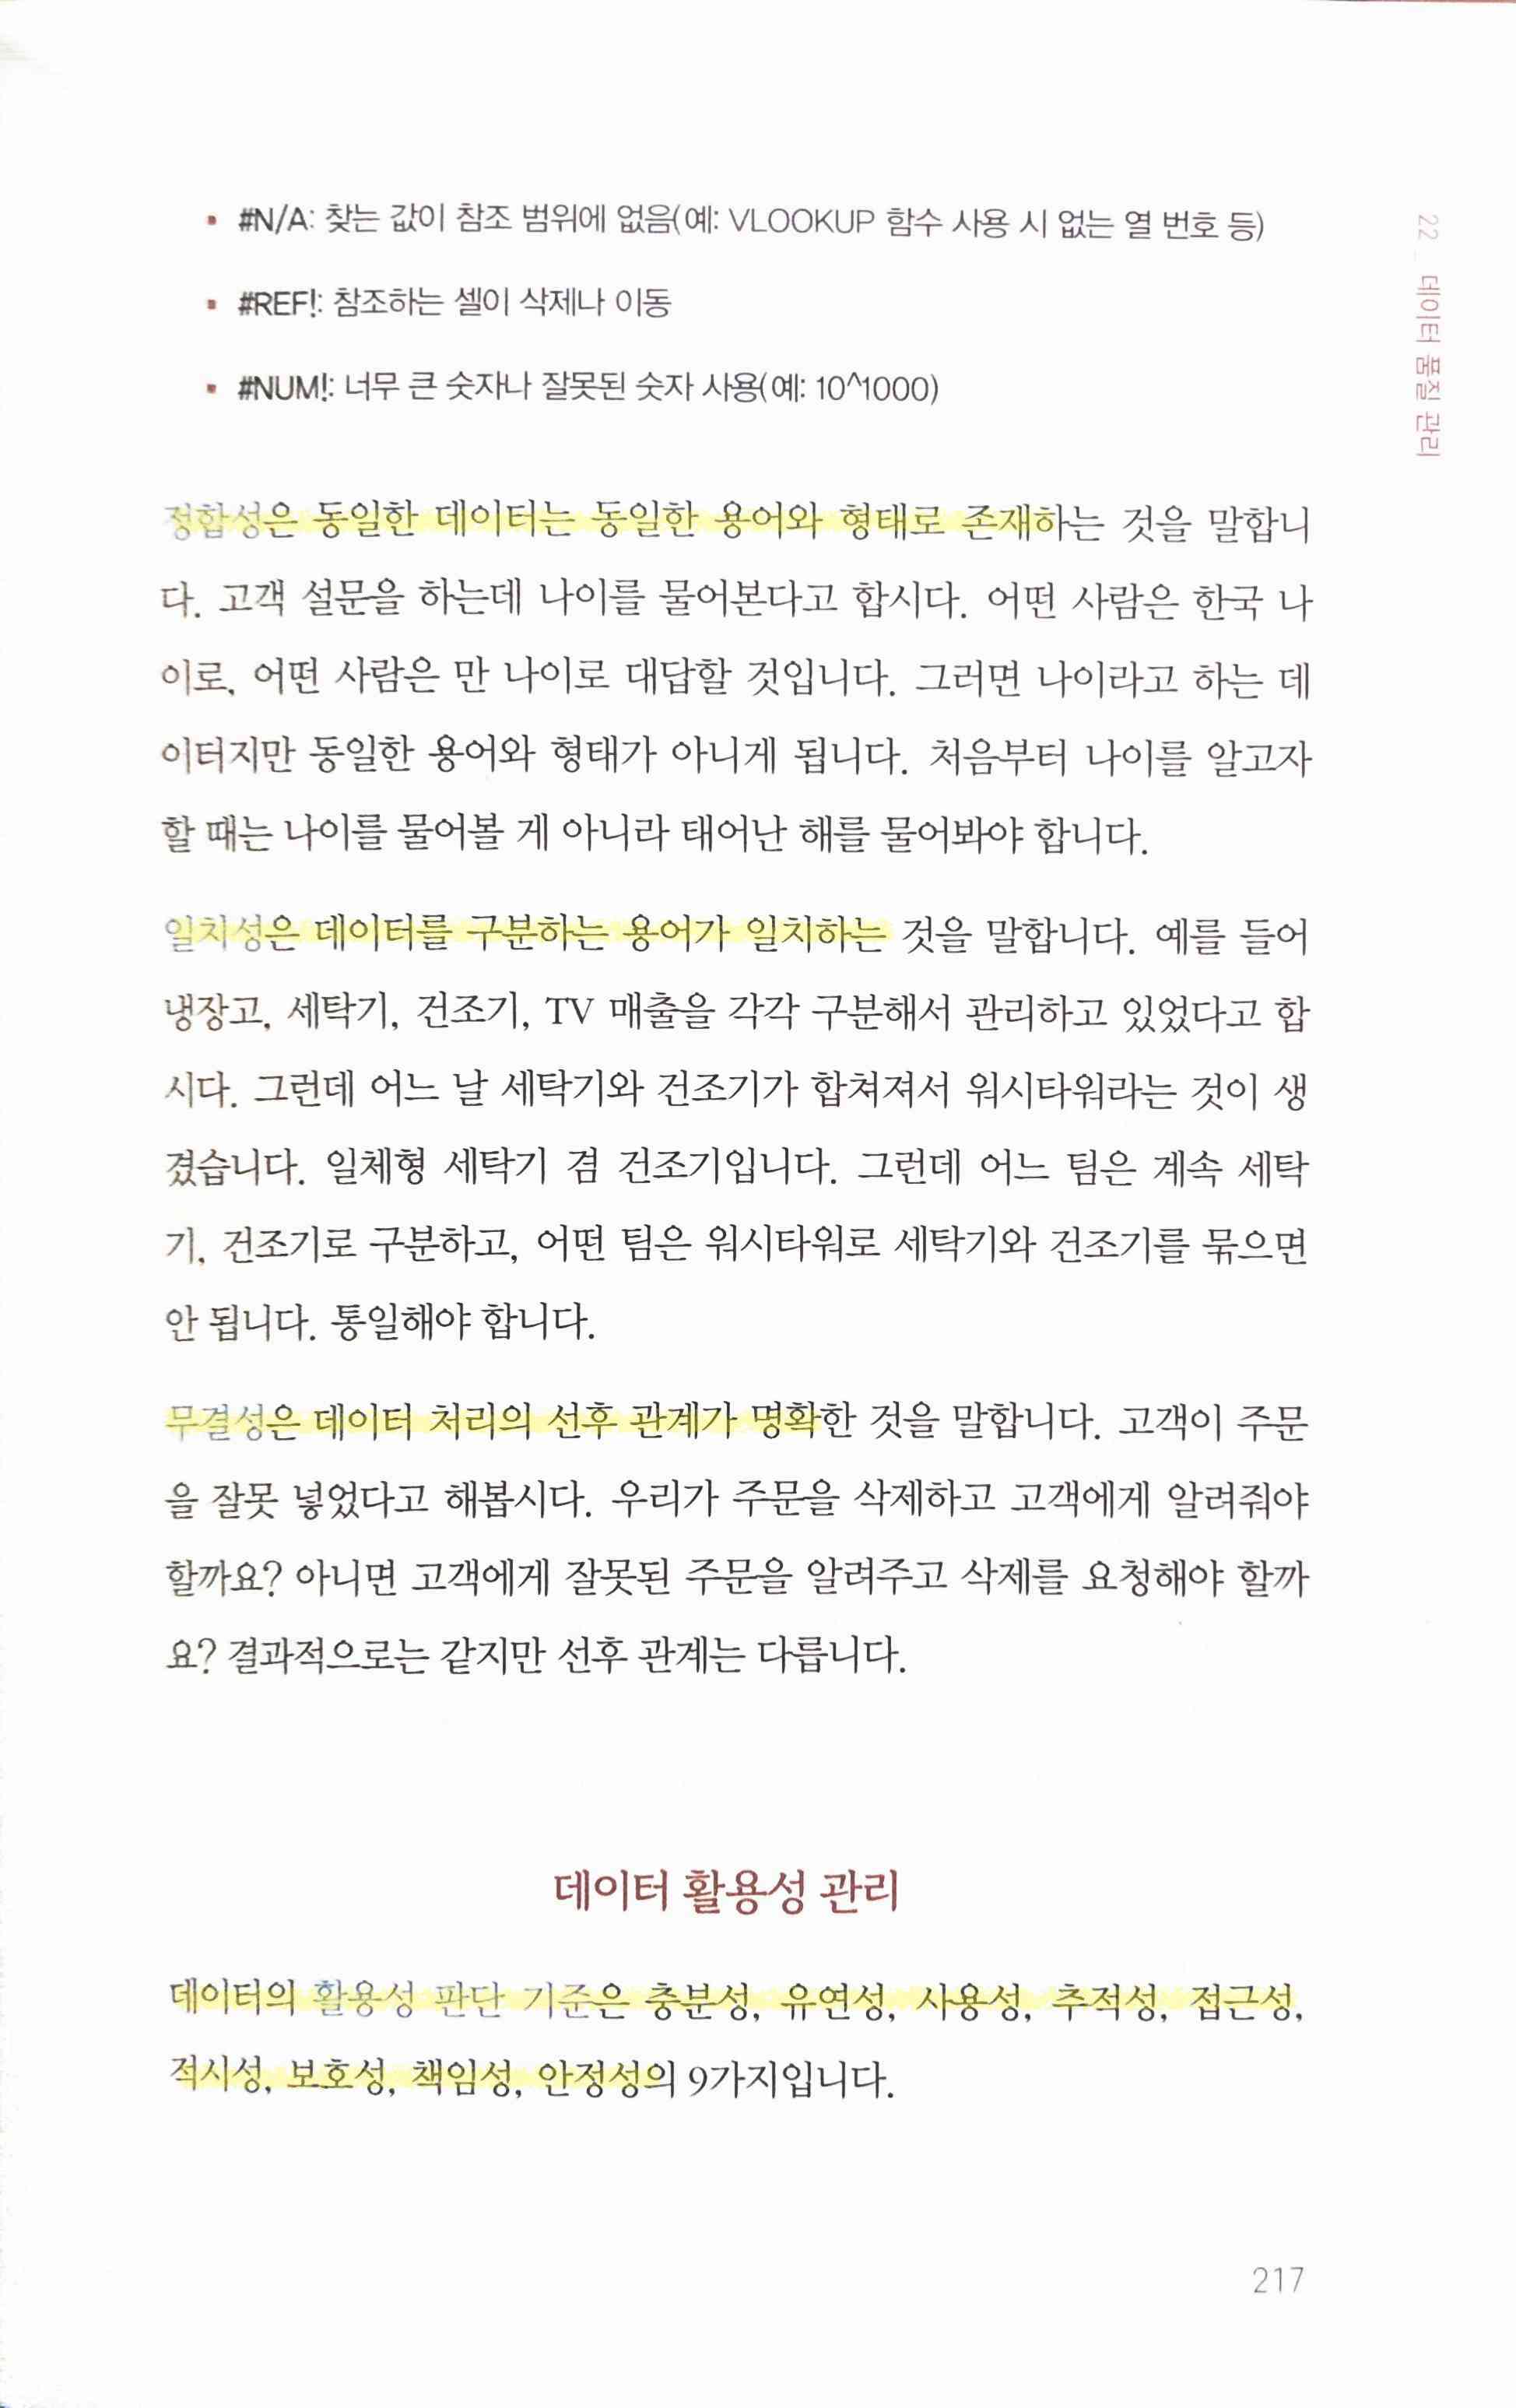 • #N/A: 찾는 값이 참조 범위에 없음(예: VLOOKUP 함수 사용 시 없는 열 번호 등)
• #REF!: 참조하는 셀이 삭제나 이동
• #NUM!: 너무 큰 숫자나 잘못된 숫자 사용(예: 10^1000)
정합성은 동일한 데이터는 동일한 용어와 형태로 존재하는 것을 말합니
다. 고객 설문을 하는데 나이를 물어본다고 합시다. 어떤 사람은 한국 나
이로, 어떤 사람은 만 나이로 대답할 것입니다. 그러면 나이라고 하는 데
이터지만 동일한 용어와 형태가 아니게 됩니다. 처음부터 나이를 알고자
할 때는 나이를 물어볼 게 아니라 태어난 해를 물어봐야 합니다.
일치성은 데이터를 구분하는 용어가 일치하는 것을 말합니다. 예를 들어
냉장고, 세탁기, 건조기, TV 매출을 각각 구분해서 관리하고 있었다고 합
시다. 그런데 어느 날 세탁기와 건조기가 합쳐져서 워시타워라는 것이 생
겼습니다. 일체형 세탁기 겸 건조기입니다. 그런데 어느 팀은 계속 세탁
기, 건조기로 구분하고, 어떤 팀은 워시타워로 세탁기와 건조기를 묶으면
안 됩니다. 통일해야 합니다.
무결성은 데이터 처리의 선후 관계가 명확한 것을 말합니다. 고객이 주문
을 잘못 넣었다고 해봅시다. 우리가 주문을 삭제하고 고객에게 알려줘야
할까요? 아니면 고객에게 잘못된 주문을 알려주고 삭제를 요청해야 할까
요? 결과적으로는 같지만 선후 관계는 다릅니다.
데이터 활용성 관리
데이터의 활용성 판단 기준은 충분성, 유연성, 사용성, 추적성, 접근성,
적시성, 보호성, 책임성, 안정성의 9가지입니다.
22_데이터 품질 관리
217